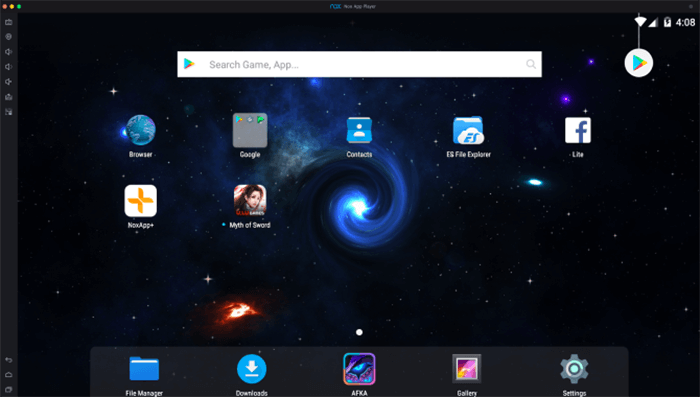 nox Nox App Player
4:08
Search Game, App...
Browser
Google
Contacts
ES File Explorer
Lite
NoxApp+
Myth of Sword
File Manager
Downloads
AFKA
Gallery
Settings